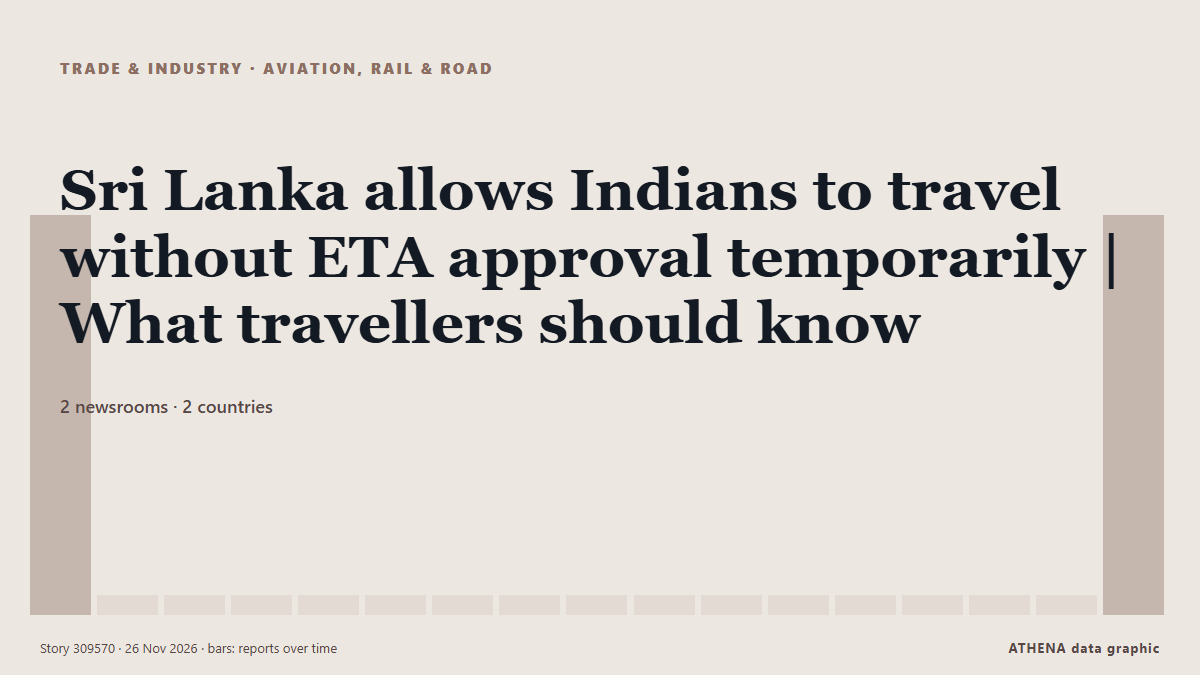 TRADE & INDUSTRY · AVIATION, RAIL & ROAD
Sri Lanka allows Indians to travel
without ETA approval temporarily |
What travellers should know
2 newsrooms · 2 countries
Story 309570 · 26 Nov 2026 · bars: reports over time
ATHENA data graphic